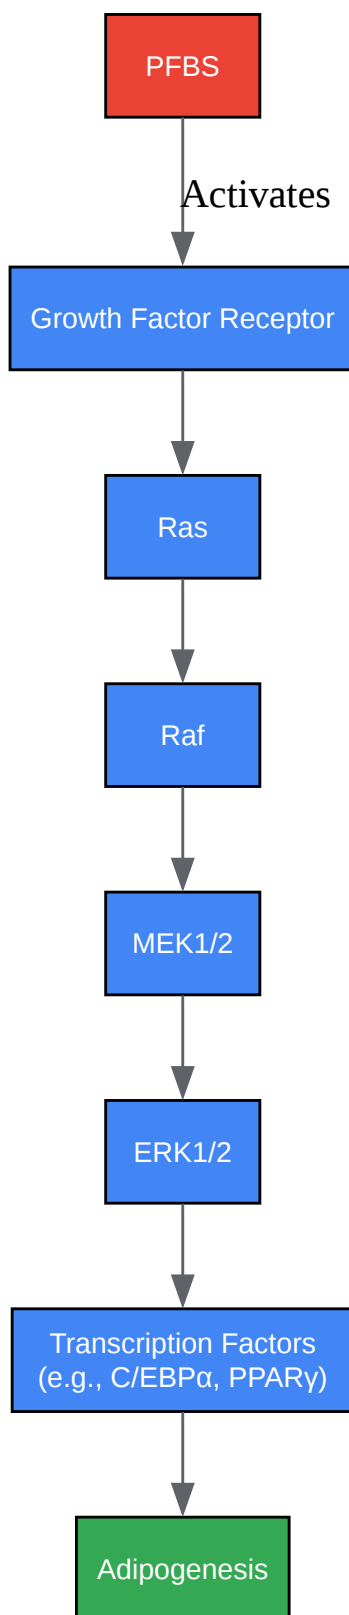 PFBS
Activates
Growth Factor Receptor
Ras
Raf
MEK1/2
ERK1/2
Transcription Factors
(e.g., C/EBPα, PPARγ)
Adipogenesis